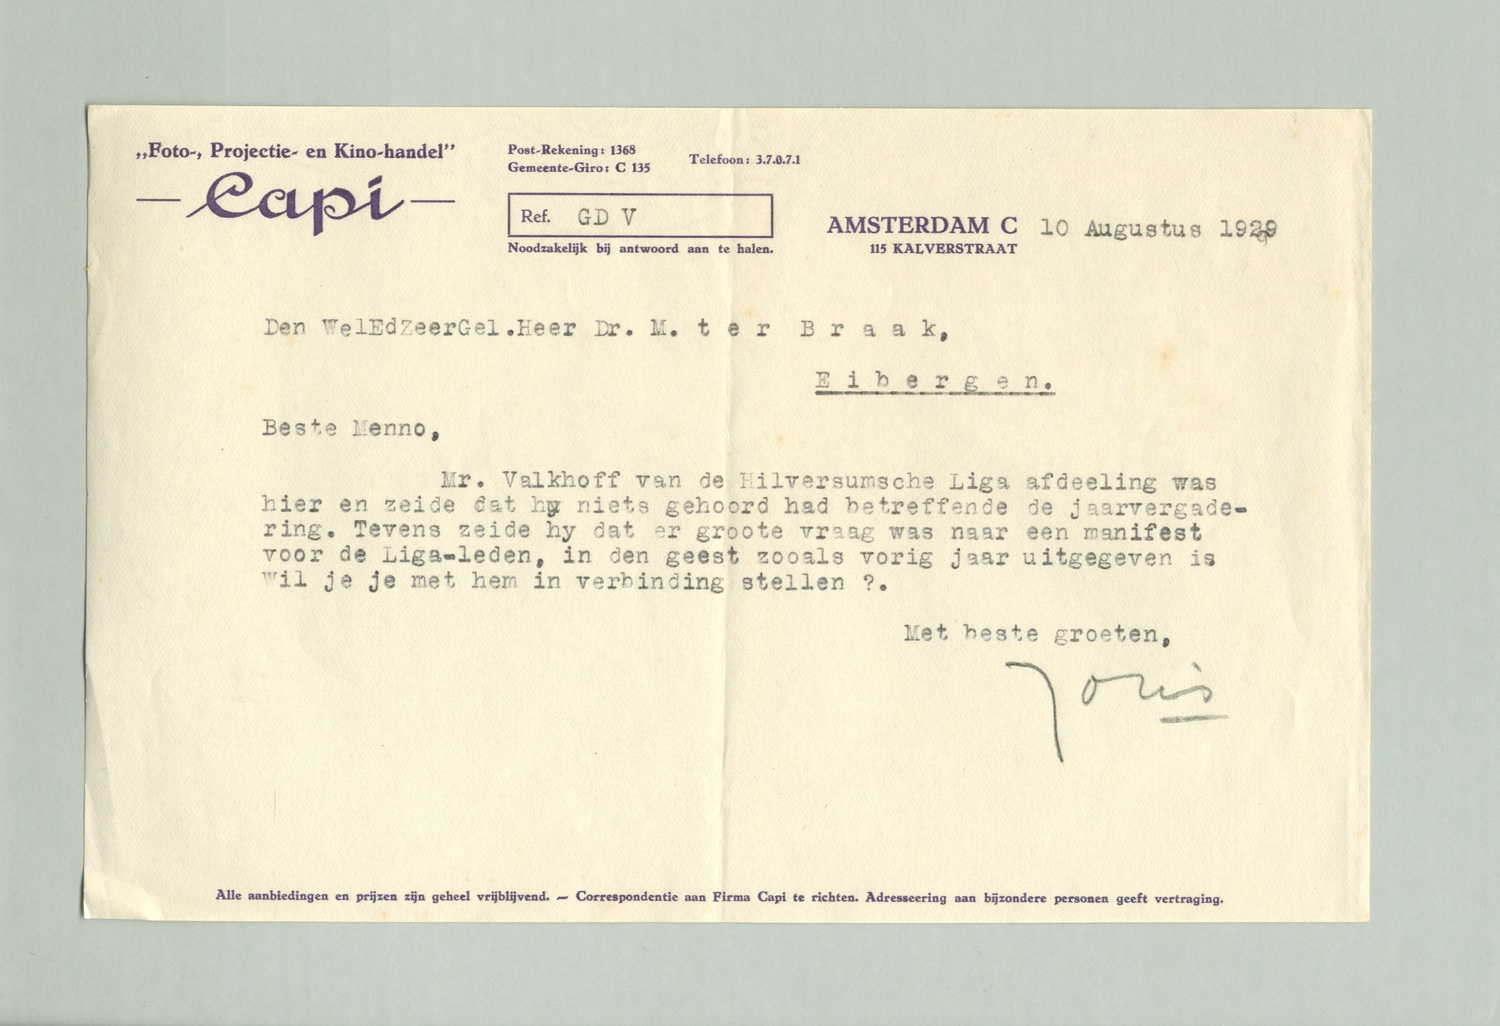 „Foto-, Projectie- en Kino-handel”
— Capi —
Post-Rekening: 1368
Gemeente-Giro: C 135
Telefoon: 3.7.0.7.1
Ref. GD V
Noodzakelijk bij antwoord aan te halen.
AMSTERDAM C 10 Augustus 1929
115 KALVERSTRAAT
Den WelEdZeerGel.Heer Dr. M. t e r B r a a k,
E i b e r g e n.
Beste Menno,
Mr. Valkhoff van de Hilversumsche Liga afdeeling was
hier en zeide dat hy niets gehoord had betreffende de jaarvergade-
ring. Tevens zeide hy dat er groote vraag was naar een manifest
voor de Liga-leden, in den geest zooals vorig jaar uitgegeven is
Wil je je met hem in verbinding stellen ?.
Met beste groeten,
Joris
Alle aanbiedingen en prijzen zijn geheel vrijblijvend. — Correspondentie aan Firma Capi te richten. Adresseering aan bijzondere personen geeft vertraging.